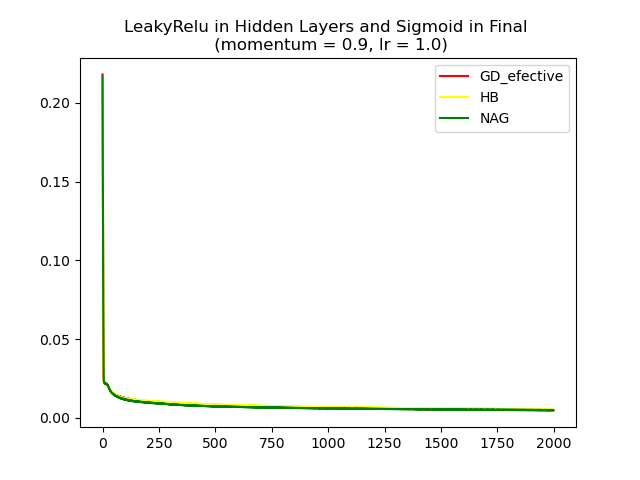 LeakyRelu in Hidden Layers and Sigmoid in Final
(momentum = 0.9, lr = 1.0)
GD_efective
HB
NAG
0.20
0.15
0.10
0.05
0.00
0 250 500 750 1000 1250 1500 1750 2000